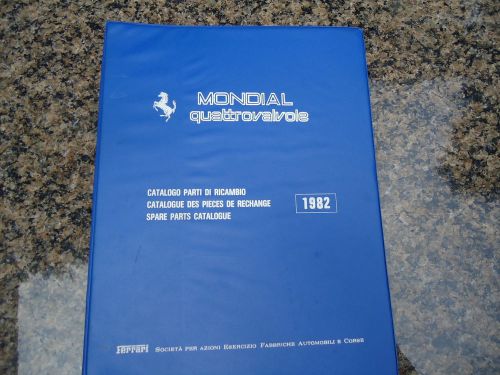 MONDIAL
quattrovalvole
CATALOGO PARTI DI RICAMBIO
CATALOGUE DES PIECES DE RECHANGE
SPARE PARTS CATALOGUE
1982
Ferrari SOCIETÀ PER AZIONI ESERCIZIO FABBRICHE AUTOMOBILI E CORSE